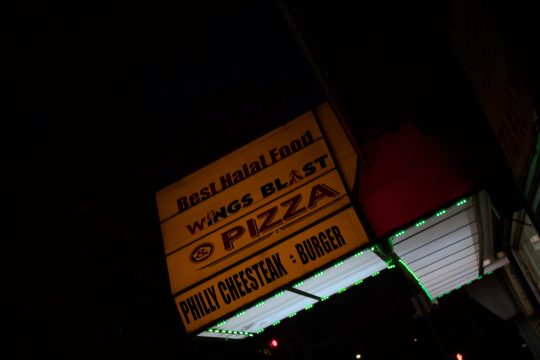 Best Halal Food
WINGS BLAST
& PIZZA
PHILLY CHEESTEAK : BURGER